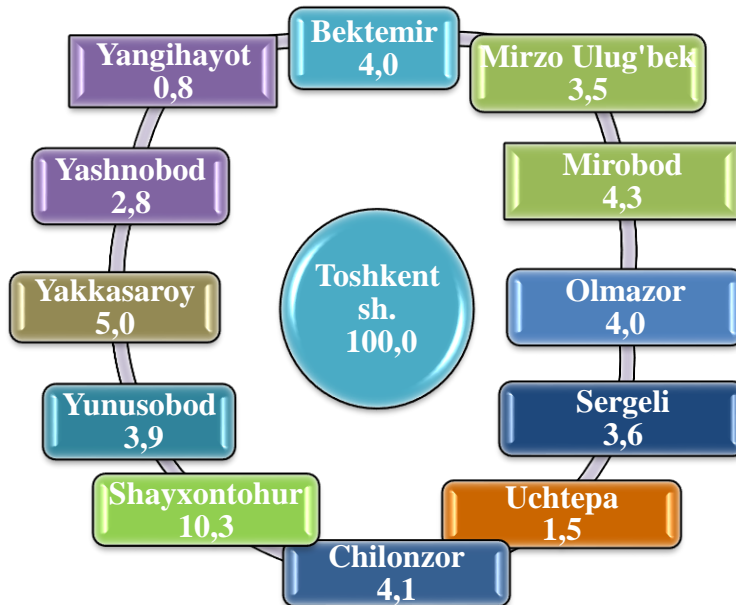 Bektemir
4,0
Mirzo Ulug'bek
3,5
Mirobod
4,3
Olmazor
4,0
Sergeli
3,6
Uchtepa
1,5
Chilonzor
4,1
Shayxontohur
10,3
Yunusobod
3,9
Yakkasaroy
5,0
Yashnobod
2,8
Yangihayot
0,8
Toshkent
sh.
100,0